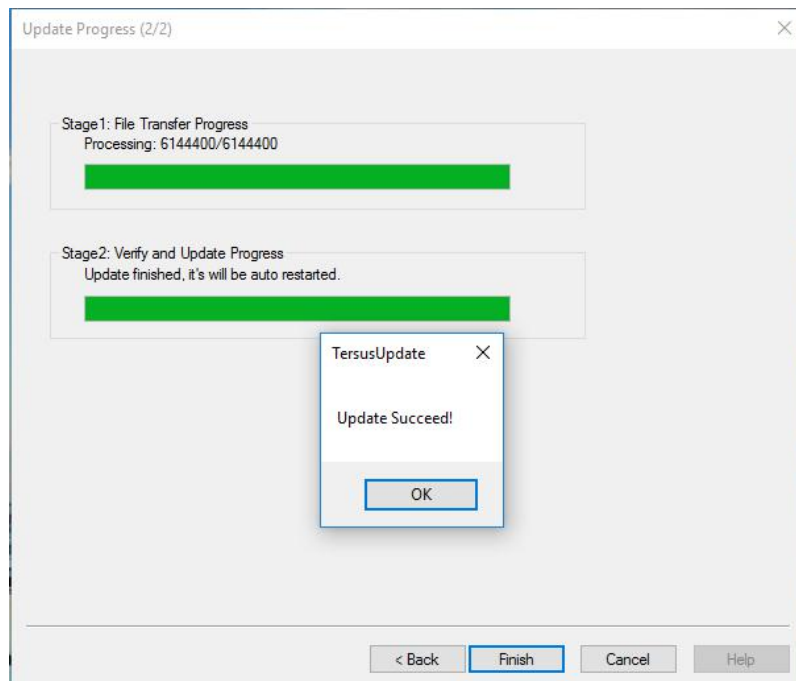 Update Progress (2/2)
Stage1: File Transfer Progress
Processing: 6144400/6144400
Stage2: Verify and Update Progress
Update finished, it's will be auto restarted.
TersusUpdate
Update Succeed!
OK
< Back
Finish
Cancel
Help